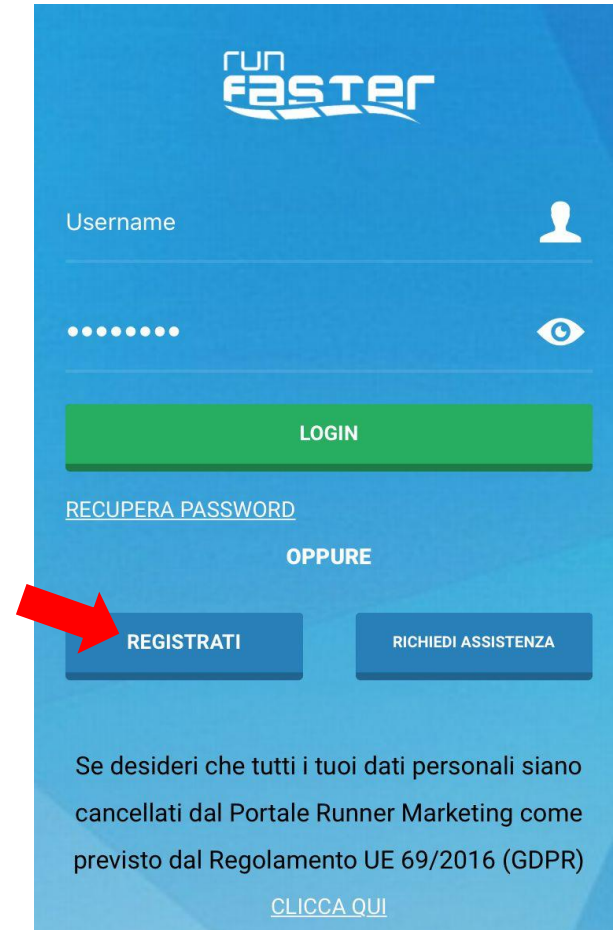 run
Faster
Username
LOGIN
RECUPERA PASSWORD
OPPURE
REGISTRATI
RICHIEDI ASSISTENZA
Se desideri che tutti i tuoi dati personali siano
cancellati dal Portale Runner Marketing come
previsto dal Regolamento UE 69/2016 (GDPR)
CLICCA QUI